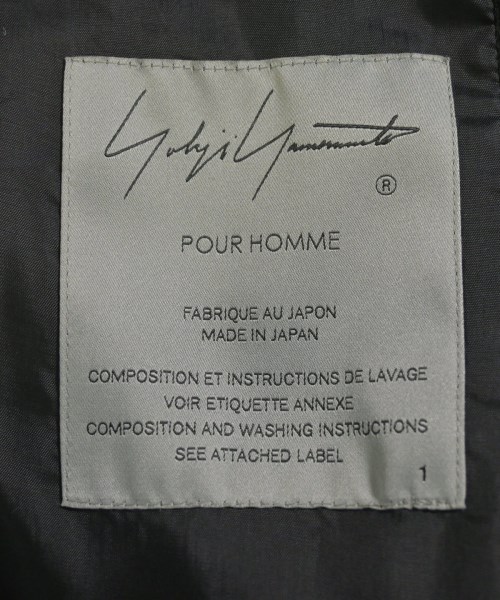 Yohji Yamamoto
®
POUR HOMME
FABRIQUE AU JAPON
MADE IN JAPAN
COMPOSITION ET INSTRUCTIONS DE LAVAGE
VOIR ETIQUETTE ANNEXE
COMPOSITION AND WASHING INSTRUCTIONS
SEE ATTACHED LABEL
1